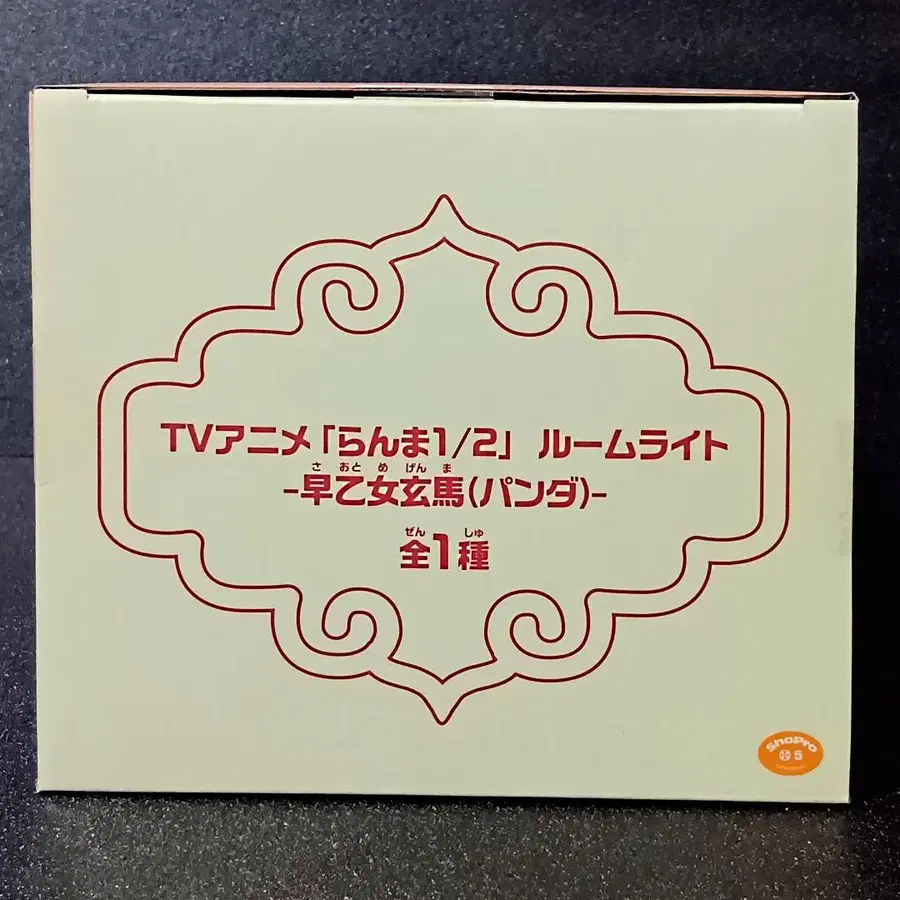 TVアニメ「らんま1/2」 ルームライト
さおとめげんま
-早乙女玄馬(パンダ)-
ぜん しゅ
全1種
ShoPro
5